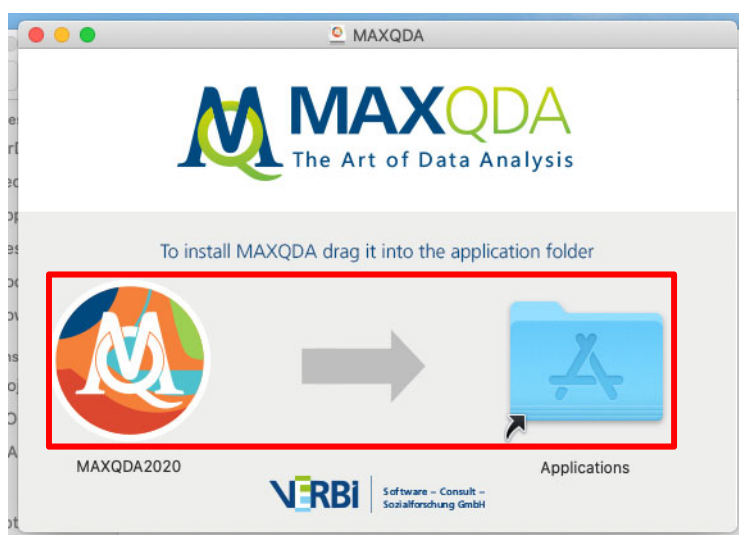 MAXQDA
MAXQDA
The Art of Data Analysis
To install MAXQDA drag it into the application folder
MAXQDA2020
Applications
VERBI
Software – Consult –
Sozialforschung GmbH